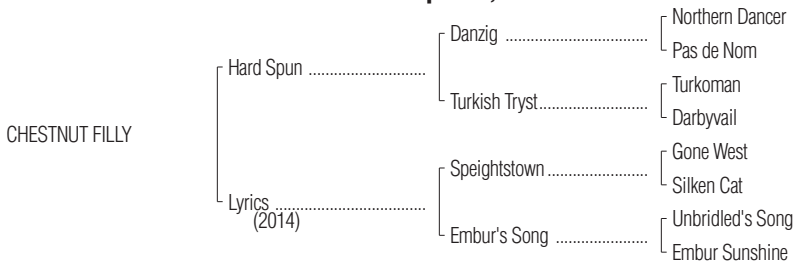 Northern Dancer
Danzig ................................
Pas de Nom
Hard Spun ...........................
Turkoman
Turkish Tryst........................
Darbyvail
CHESTNUT FILLY
Gone West
Speightstown ......................
Silken Cat
Lyrics ...................................
(2014)
Unbridled's Song
Embur's Song .....................
Embur Sunshine